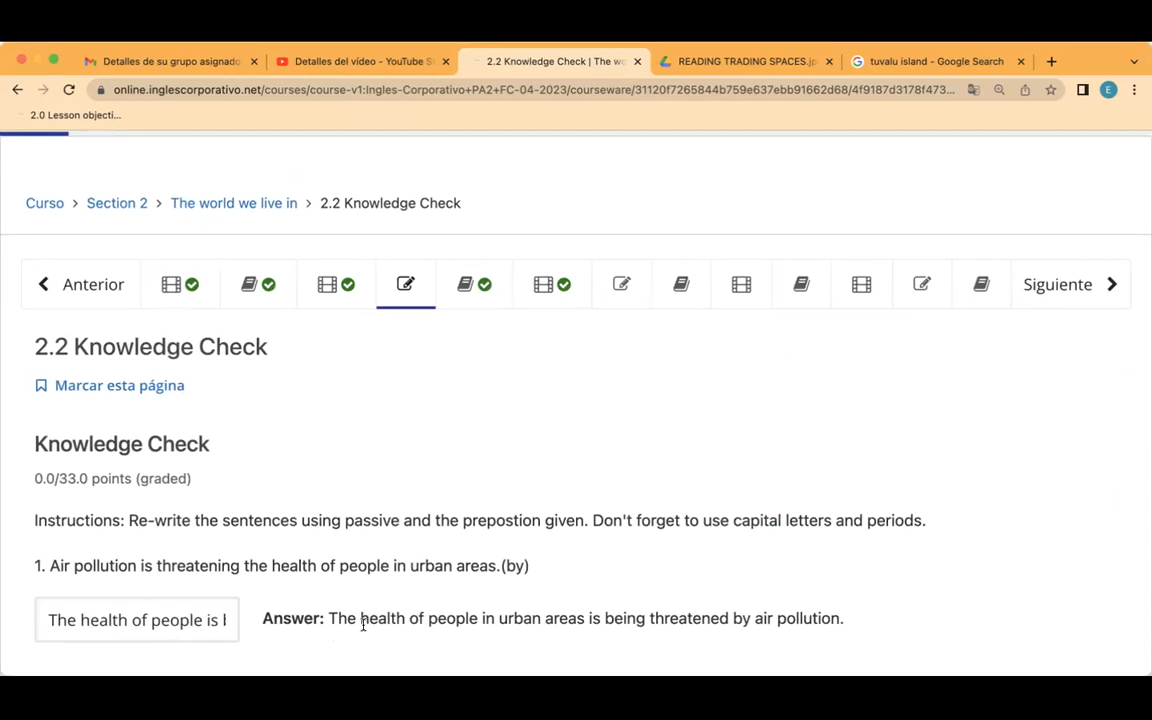 Detalles de su grupo asignado
Detalles del vídeo - YouTube S
2.2 Knowledge Check | The wo
READING TRADING SPACES.jp
tuvalu island - Google Search
online.inglescorporativo.net/courses/course-v1:Ingles-Corporativo+PA2+FC-04-2023/courseware/31120f7265844b759e637ebb91662d68/4f9187d3178f473...
E
2.0 Lesson objecti...
Curso > Section 2 > The world we live in > 2.2 Knowledge Check
Anterior
Siguiente
2.2 Knowledge Check
Marcar esta página
Knowledge Check
0.0/33.0 points (graded)
Instructions: Re-write the sentences using passive and the prepostion given. Don't forget to use capital letters and periods.
1. Air pollution is threatening the health of people in urban areas.(by)
The health of people is b
Answer: The health of people in urban areas is being threatened by air pollution.